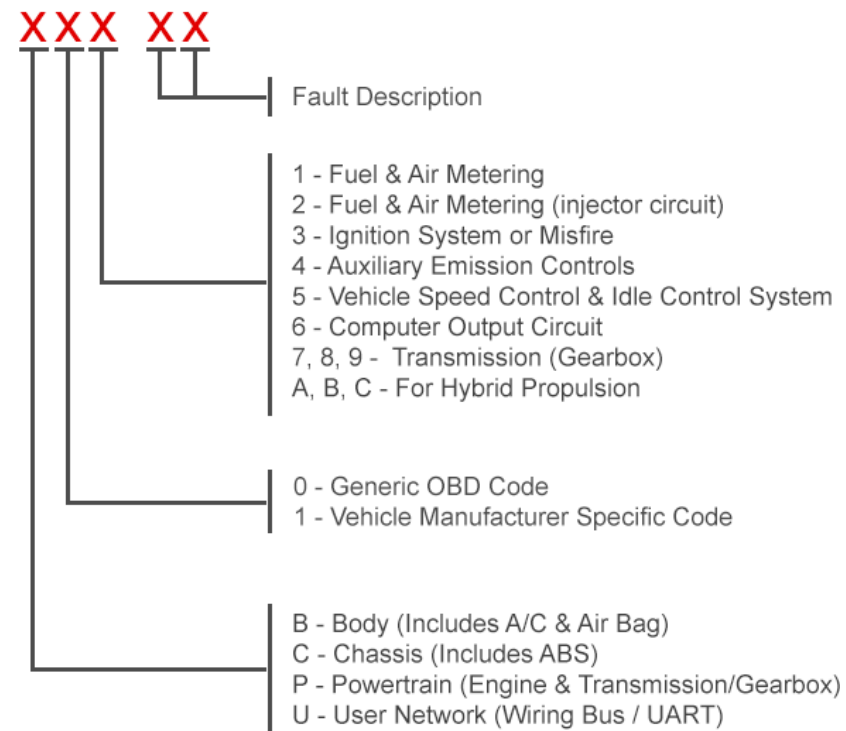 XXX XX
Fault Description
1 - Fuel & Air Metering
2 - Fuel & Air Metering (injector circuit)
3 - Ignition System or Misfire
4 - Auxiliary Emission Controls
5 - Vehicle Speed Control & Idle Control System
6 - Computer Output Circuit
7, 8, 9 - Transmission (Gearbox)
A, B, C - For Hybrid Propulsion
0 - Generic OBD Code
1 - Vehicle Manufacturer Specific Code
B - Body (Includes A/C & Air Bag)
C - Chassis (Includes ABS)
P - Powertrain (Engine & Transmission/Gearbox)
U - User Network (Wiring Bus / UART)